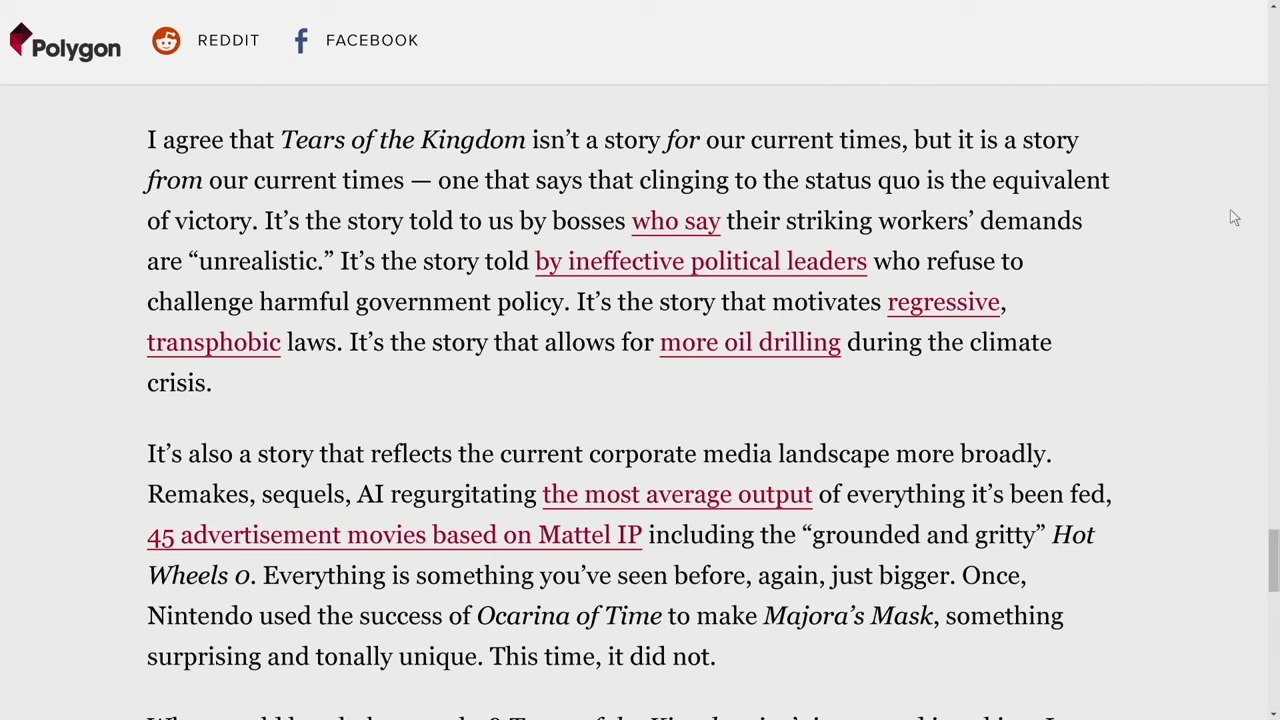 Polygon REDDIT FACEBOOK
I agree that Tears of the Kingdom isn’t a story for our current times, but it is a story
from our current times — one that says that clinging to the status quo is the equivalent
of victory. It’s the story told to us by bosses who say their striking workers’ demands
are “unrealistic.” It’s the story told by ineffective political leaders who refuse to
challenge harmful government policy. It’s the story that motivates regressive,
transphobic laws. It’s the story that allows for more oil drilling during the climate
crisis.
It’s also a story that reflects the current corporate media landscape more broadly.
Remakes, sequels, AI regurgitating the most average output of everything it’s been fed,
45 advertisement movies based on Mattel IP including the “grounded and gritty” Hot
Wheels 0. Everything is something you’ve seen before, again, just bigger. Once,
Nintendo used the success of Ocarina of Time to make Majora’s Mask, something
surprising and tonally unique. This time, it did not.